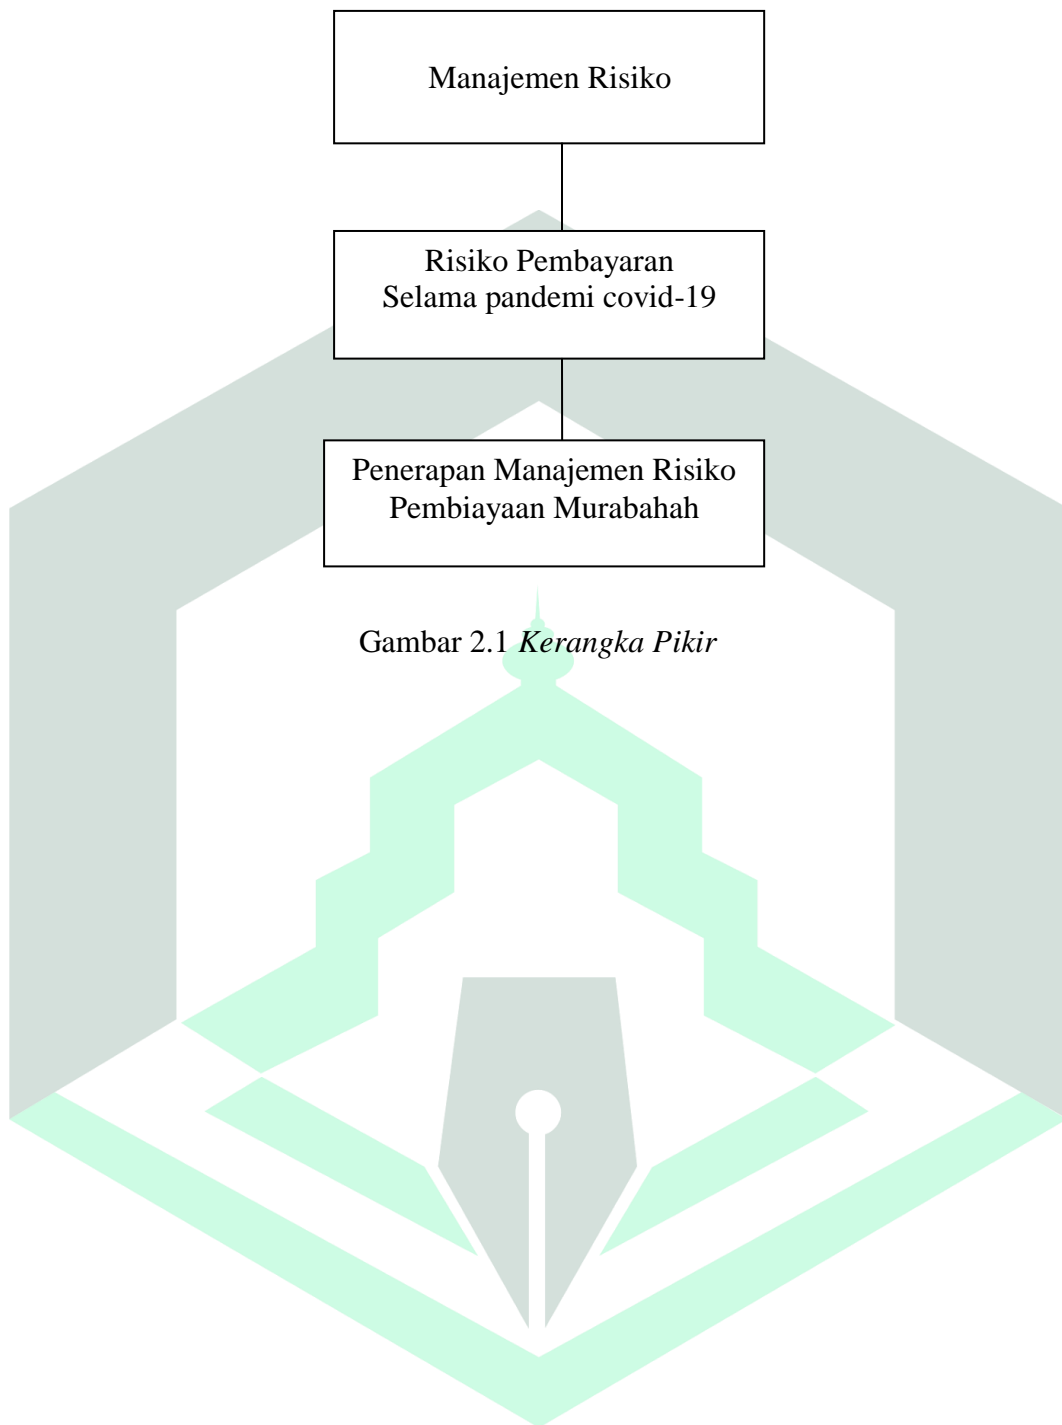 Manajemen Risiko
Risiko Pembayaran
Selama pandemi covid-19
Penerapan Manajemen Risiko
Pembiayaan Murabahah
Gambar 2.1 Kerangka Pikir